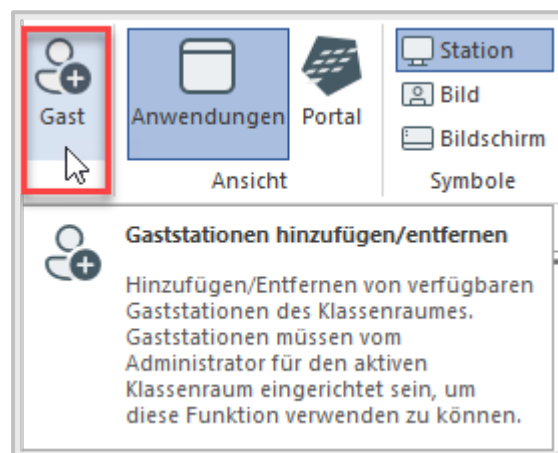 Gast
Anwendungen
Portal
Station
Bild
Bildschirm
Ansicht
Symbole
Gaststationen hinzufügen/entfernen
Hinzufügen/Entfernen von verfügbaren
Gaststationen des Klassenraumes.
Gaststationen müssen vom
Administrator für den aktiven
Klassenraum eingerichtet sein, um
diese Funktion verwenden zu können.